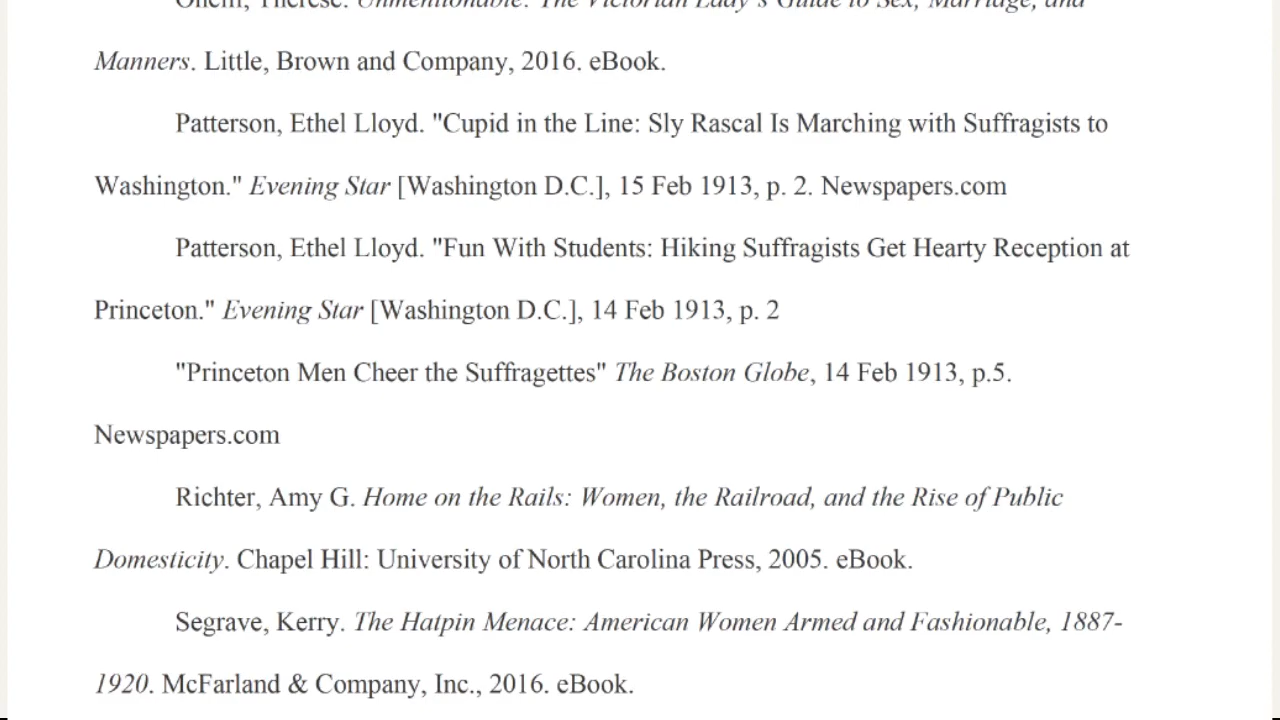 Manners. Little, Brown and Company, 2016. eBook.
Patterson, Ethel Lloyd. "Cupid in the Line: Sly Rascal Is Marching with Suffragists to
Washington." Evening Star [Washington D.C.], 15 Feb 1913, p. 2. Newspapers.com
Patterson, Ethel Lloyd. "Fun With Students: Hiking Suffragists Get Hearty Reception at
Princeton." Evening Star [Washington D.C.], 14 Feb 1913, p. 2
"Princeton Men Cheer the Suffragettes" The Boston Globe, 14 Feb 1913, p.5.
Newspapers.com
Richter, Amy G. Home on the Rails: Women, the Railroad, and the Rise of Public
Domesticity. Chapel Hill: University of North Carolina Press, 2005. eBook.
Segrave, Kerry. The Hatpin Menace: American Women Armed and Fashionable, 1887-
1920. McFarland & Company, Inc., 2016. eBook.